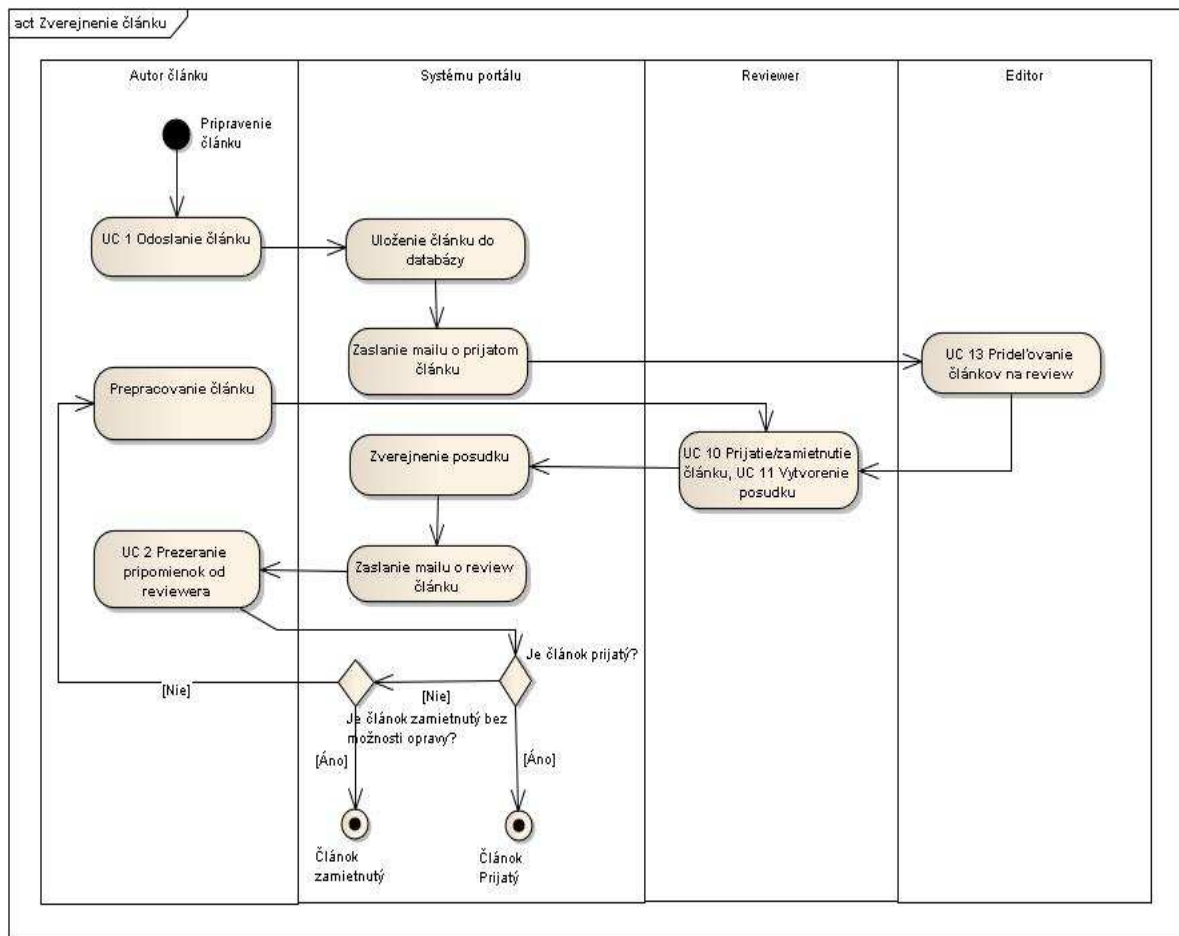 act Zverejnenie článku
Autor článku
Systému portálu
Reviewer
Editor
Pripravenie
článku
UC 1 Odoslanie článku
Uloženie článku do
databázy
Zaslanie mailu o prijatom
článku
UC 13 Prideľovanie
článkov na review
Prepracovanie článku
Zverejnenie posudku
UC 10 Prijatie/zamietnutie
článku, UC 11 Vytvorenie
posudku
UC 2 Prezeranie
pripomienok od
reviewera
Zaslanie mailu o review
článku
Je článok prijatý?
[Nie]
[Nie]
Je článok zamietnutý bez
možnosti opravy?
[Áno]
[Áno]
Článok
zamietnutý
Článok
Prijatý